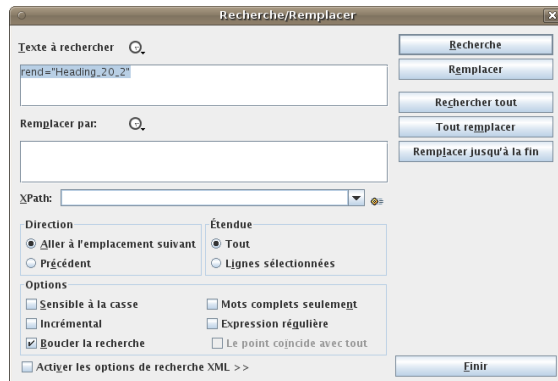 Recherche/Remplacer
Texte à rechercher
rend="Heading_20_2"
Remplacer par:
XPath:
Direction
Aller à l'emplacement suivant
Précédent
Étendue
Tout
Lignes sélectionnées
Options
Sensible à la casse
Mots complets seulement
Incrémental
Expression régulière
Boucler la recherche
Le point coïncide avec tout
Activer les options de recherche XML >>
Recherche
Remplacer
Rechercher tout
Tout remplacer
Remplacer jusqu'à la fin
Finir